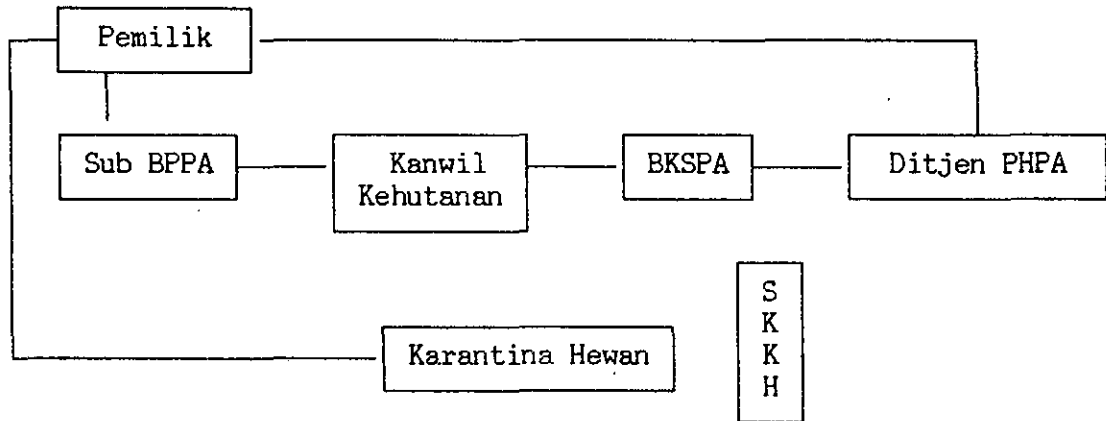 Pemilik
Sub BPPA
Kanwil
Kehutanan
BKSPA
Ditjen PHPA
Karantina Hewan
S
K
K
H